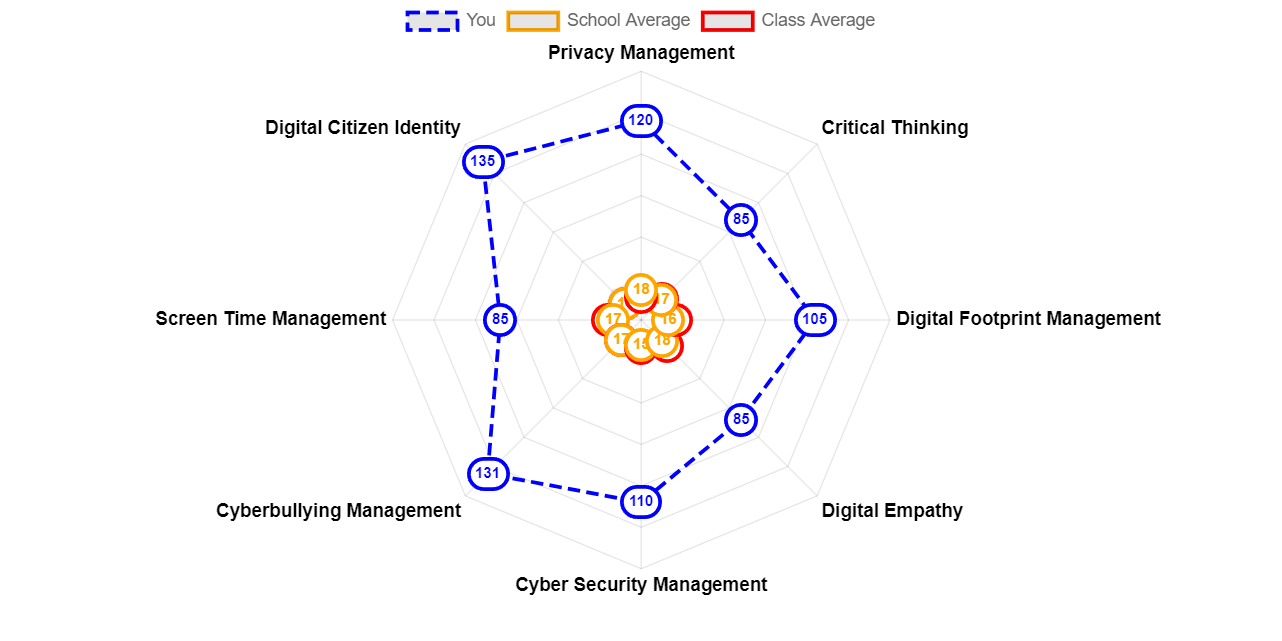 You School Average Class Average
Privacy Management
120
Digital Citizen Identity
Critical Thinking
135
85
18
17
Screen Time Management
85
17
16
105
Digital Footprint Management
17
15
18
85
131
110
Cyberbullying Management
Digital Empathy
Cyber Security Management